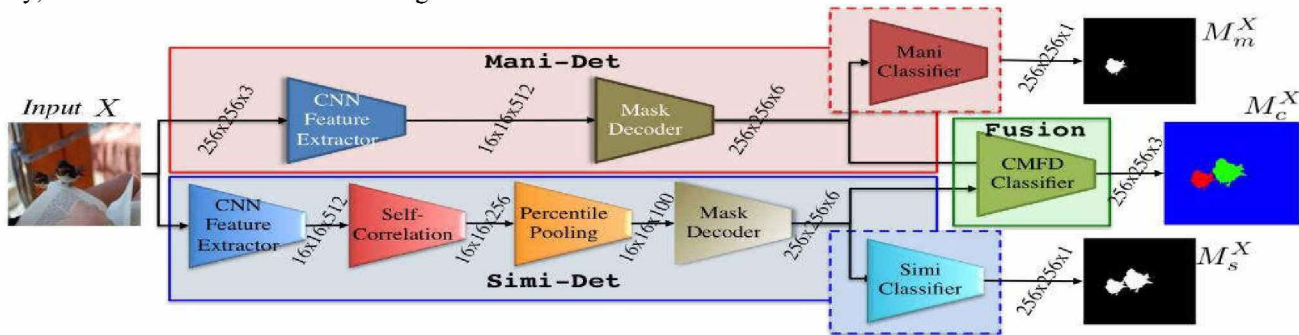 Input X
Mani-Det
256x256x3
CNN
Feature
Extractor
16x16x512
Mask
Decoder
256x256x6
Mani
Classifier
256x256x1
M_m^X
Simi-Det
CNN
Feature
Extractor
16x16x512
Self-
Correlation
16x16x256
Percentile
Pooling
16x16x100
Mask
Decoder
256x256x6
Fusion
CMFD
Classifier
256x256x3
M_c^X
Simi
Classifier
256x256x1
M_s^X